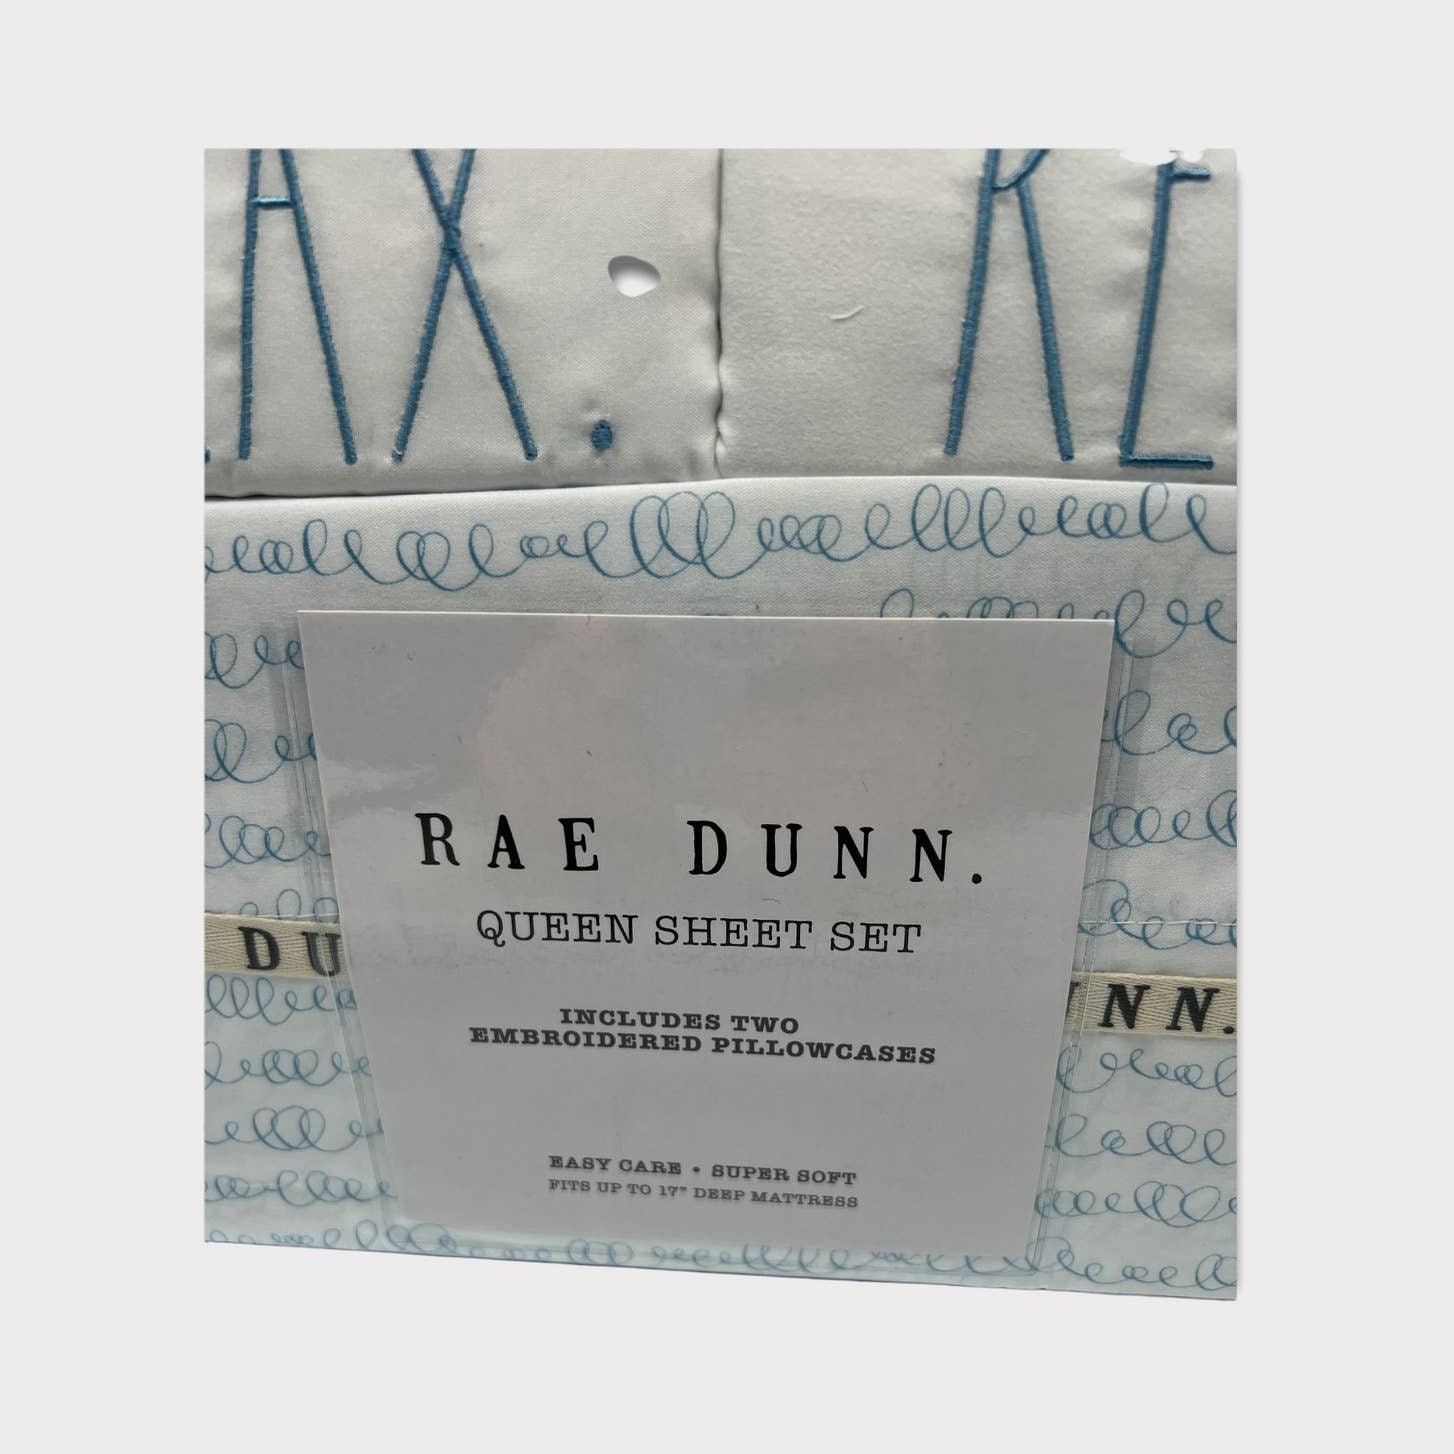 AX. RE
RAE DUNN.
QUEEN SHEET SET
DU
NN.
INCLUDES TWO
EMBROIDERED PILLOWCASES
EASY CARE • SUPER SOFT
FITS UP TO 17" DEEP MATTRESS